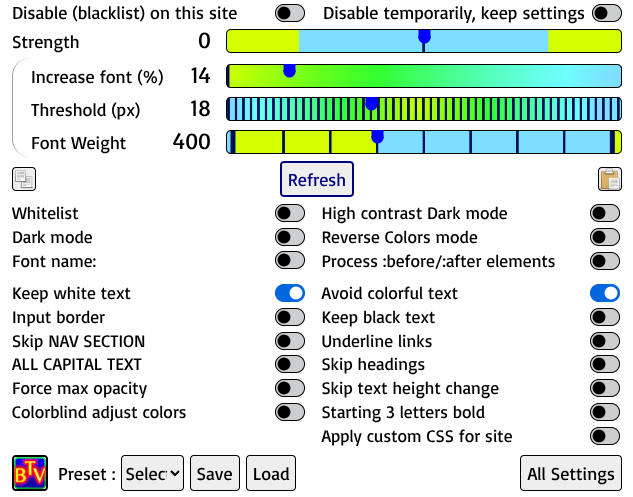 Disable (blacklist) on this site Disable temporarily, keep settings
Strength 0
Increase font (%) 14
Threshold (px) 18
Font Weight 400
Refresh
Whitelist High contrast Dark mode
Dark mode Reverse Colors mode
Font name: Process :before/:after elements
Keep white text Avoid colorful text
Input border Keep black text
Skip NAV SECTION Underline links
ALL CAPITAL TEXT Skip headings
Force max opacity Skip text height change
Colorblind adjust colors Starting 3 letters bold
Apply custom CSS for site
BTV Preset : Selec Save Load All Settings